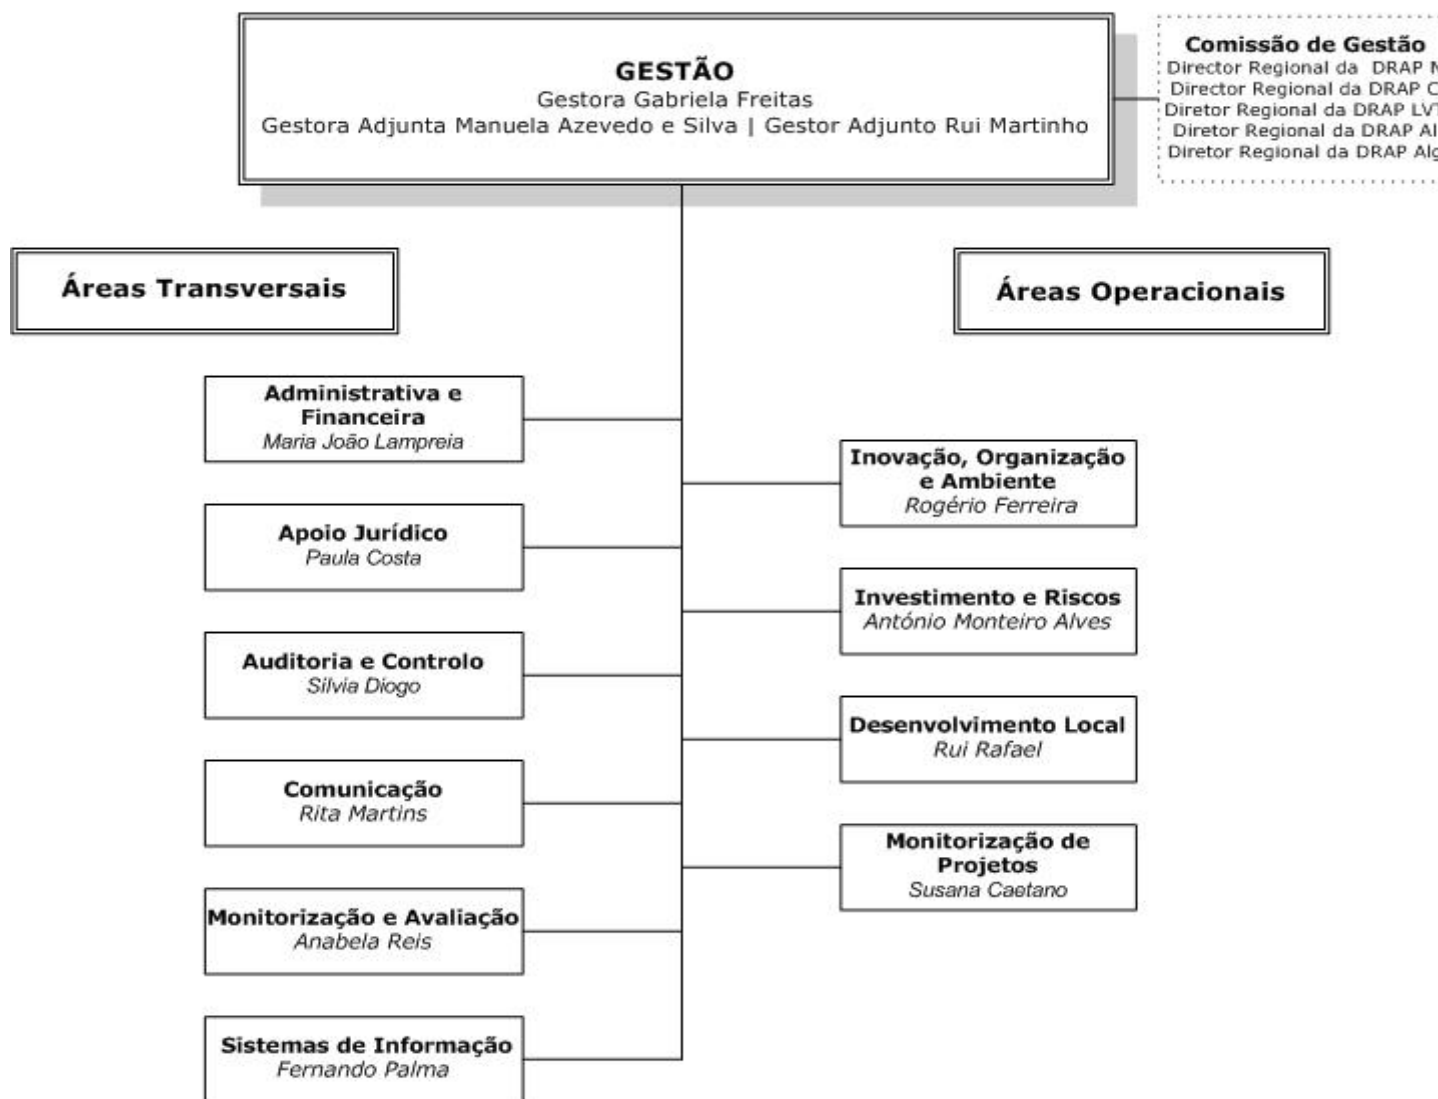 GESTÃO
Gestora Gabriela Freitas
Gestora Adjunta Manuela Azevedo e Silva | Gestor Adjunto Rui Martinho
Comissão de Gestão
Director Regional da DRAP
Director Regional da DRAP
Diretor Regional da DRAP LVT
Diretor Regional da DRAP
Diretor Regional da DRAP
Áreas Transversais
Administrativa e
Financeira
Maria João Lampreia
Apoio Jurídico
Paula Costa
Auditoria e Controlo
Silvia Diogo
Comunicação
Rita Martins
Monitorização e Avaliação
Anabela Reis
Sistemas de Informação
Fernando Palma
Áreas Operacionais
Inovação, Organização
e Ambiente
Rogério Ferreira
Investimento e Riscos
António Monteiro Alves
Desenvolvimento Local
Rui Rafael
Monitorização de
Projetos
Susana Caetano